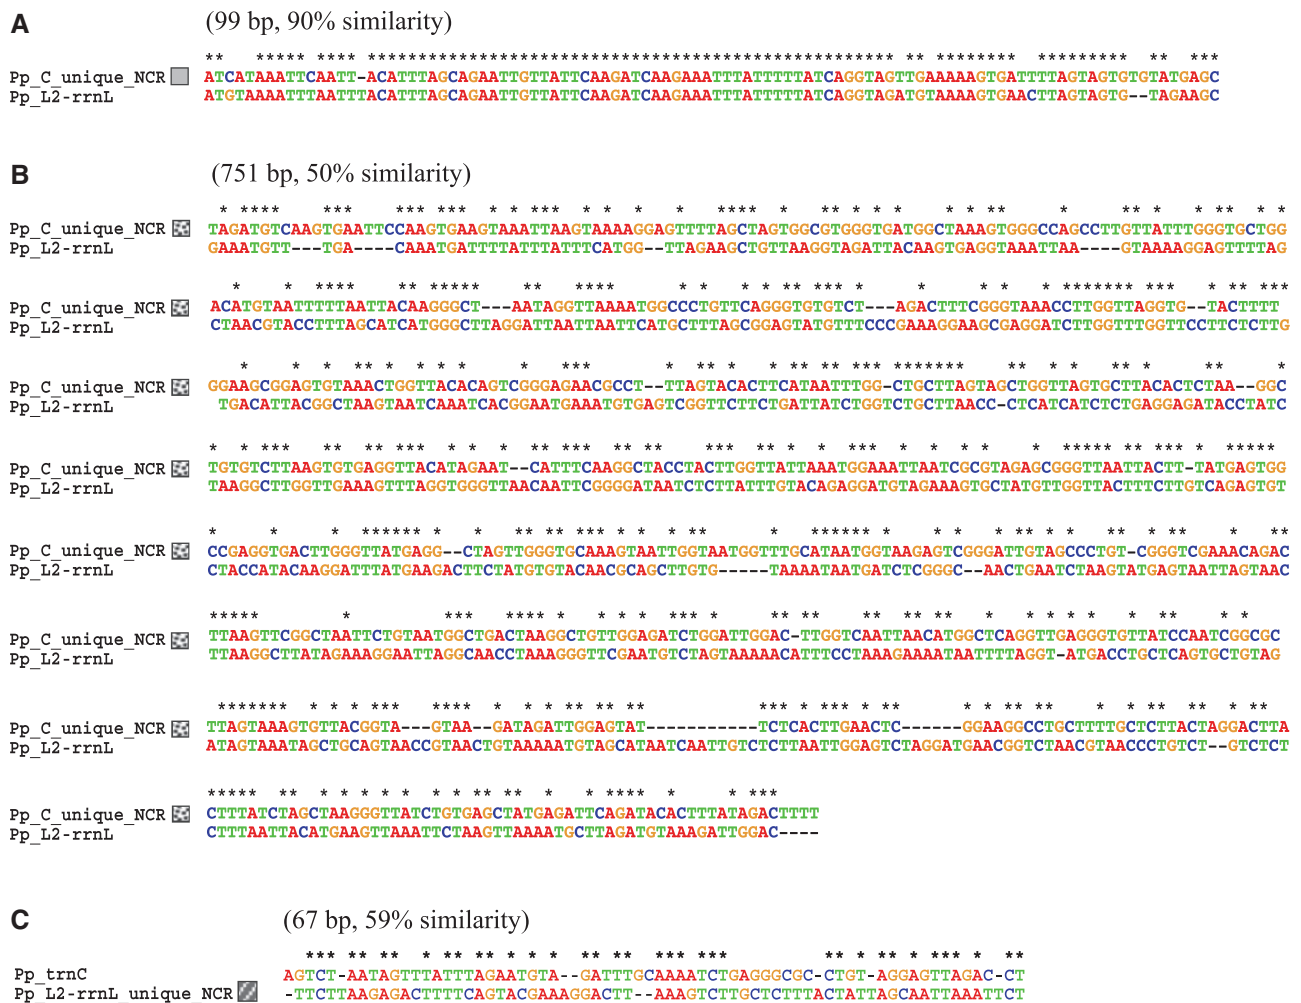 A
(99 bp, 90% similarity)
** ***** **** ***************************************************************** ** ********* ********* ** ***
Pp_C_unique_NCR ATCATAAATTCAATT-ACATTTAGCAGAATTGTTATTCAAGATCAAGAAATTTATTTTTATCAGGTAGTTGAAAAAGTGATTTTAGTAGTGTGTATGAGC
Pp_L2-rrnL ATGTAAAATTTAATTTACATTTAGCAGAATTGTTATTCAAGATCAAGAAATTTATTTTTATCAGGTAGATGTAAAAGTGAACTTAGTAGTG--TAGAAGC
B
(751 bp, 50% similarity)
Pp_C_unique_NCR TAGATGTCAAGTGAATTCCAAGTGAAGTAAATTAAGTAAAAGGAGTTTTAGCTAGTGGCGTGGGTGATGGCTAAAGTGGGCCAGCCTTGTTATTTGGGTGCTGG
Pp_L2-rrnL GAAATGTT---TGA----CAAATGATTTTATTTATTTCATGG--TTAGAAGCTGTTAAGGTAGATTACAAGTGAGGTAAATTAA----GTAAAAGGAGTTTTAG
Pp_C_unique_NCR ACATGTAATTTTTAATTACAAGGGCT---AATAGGTTAAAATGGCCCTGTTCAGGGTGTGTCT---AGACTTTCGGGTAAACCTTGGTTAGGTG--TACTTTT
Pp_L2-rrnL CTAACGTACCTTTAGCATCATGGGCTTAGGATTAATTAATTCATGCTTTAGCGGAGTATGTTTCCCGAAAGGAAGCGAGGATCTTGGTTTGGTTCCTTCTCTTG
Pp_C_unique_NCR GGAAGCGGAGTGTAAACTGGTTACACAGTCGGGAGAACGCCT--TTAGTACACTTCATAATTTGG-CTGCTTAGTAGCTGGTTAGTGCTTACACTCTAA--GGC
Pp_L2-rrnL TGACATTACGGCTAAGTAATCAAATCACGGAATGAAATGTGAGTCGGTTCTTCTGATTATCTGGTCTGCTTAACC-CTCATCATCTCTGAGGAGATACCTATC
Pp_C_unique_NCR TGTGTCTTAAGTGTGAGGTTACATAGAAT--CATTTCAAGGCTACCTACTTGGTTATTAAATGGAAATTAATCGCGTAGAGCGGGTTAATTACTT-TATGAGTGG
Pp_L2-rrnL TAAGGCTTGGTTGAAAGTTTAGGTGGGTTAACAATTCGGGGATAATCTCTTATTTGTACAGAGGATGTAGAAAGTGCTATGTTGGTTACTTTCTTGTCAGAGTGT
Pp_C_unique_NCR CCGAGGTGACTTGGGTTATGAGG--CTAGTTGGGTGCAAAGTAATTGGTAATGGTTTGCATAATGGTAAGAGTCGGGATTGTAGCCCTGT-CGGGTCGAAACAGAC
Pp_L2-rrnL CTACCATACAAGGATTTATGAAGACTTCTATGTGTACAACGCAGCTTGTG-----TAAAATAATGATCTCGGGC--AACTGAATCTAAGTATGAGTAATTAGTAAC
Pp_C_unique_NCR TTAAGTTCGGCTAATTCTGTAATGGCTGACTAAGGCTGTTGGAGATCTGGATTGGAC-TTGGTCAATTAACATGGCTCAGGTTGAGGGTGTTATCCAATCGGCGC
Pp_L2-rrnL TTAAGGCTTATAGAAAGGAATTAGGCAACCTAAAGGGTTCGAATGTCTAGTAAAAACATTTCCTAAAGAAAATAATTTTAGGT-ATGACCTGCTCAGTGCTGTAG
Pp_C_unique_NCR TTAGTAAAGTGTTACGGTA---GTAA--GATAGATTGGAGTAT-----------TCTCACTTGAACTC------GGAAGGCCTGCTTTTGCTCTTACTAGGACTTA
Pp_L2-rrnL ATAGTAAATAGCTGCAGTAACCGTAACTGTAAAAATGTAGCATAATCAATTGTCTCTTAATTGGAGTCTAGGATGAACGGTCTAACGTAACCCTGTCT--GTCTCT
Pp_C_unique_NCR CTTTATCTAGCTAAGGGTTATCTGTGAGCTATGAGATTCAGATACACTTTATAGACTTTT
Pp_L2-rrnL CTTTAATTACATGAAGTTAAATTCTAAGTTAAAATGCTTAGATGTAAAGATTGGAC----
C
(67 bp, 59% similarity)
Pp_trnC AGTCT-AATAGTTTATTTAGAATGTA--GATTTGCAAAATCTGAGGGCGC-CTGT-AGGAGTTAGAC-CT
Pp_L2-rrnL_unique_NCR -TTCTTAAGAGACTTTTCAGTACGAAAGGACTT--AAAGTCTTGCTCTTTACTATTAGCAATTAAATTCT